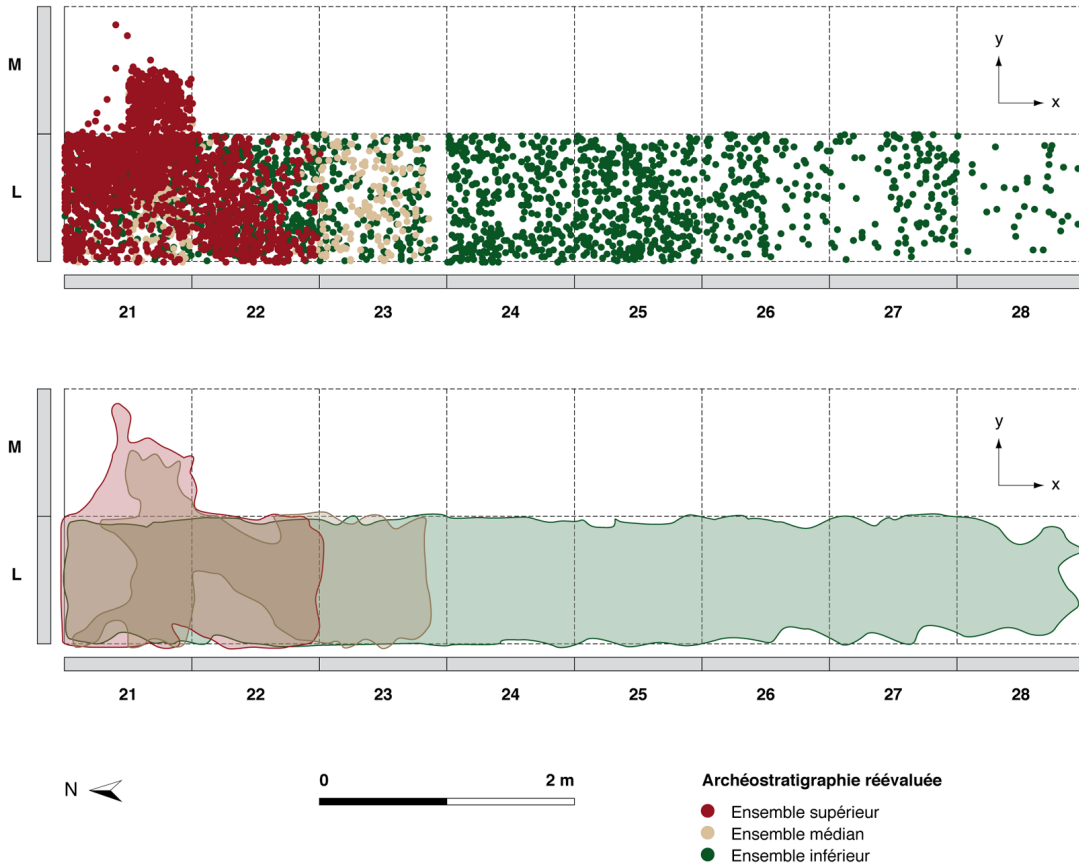 M
y
x
L
21 22 23 24 25 26 27 28
M
y
x
L
21 22 23 24 25 26 27 28
N
0 2 m
Archéostratigraphie réévaluée
Ensemble supérieur
Ensemble médian
Ensemble inférieur